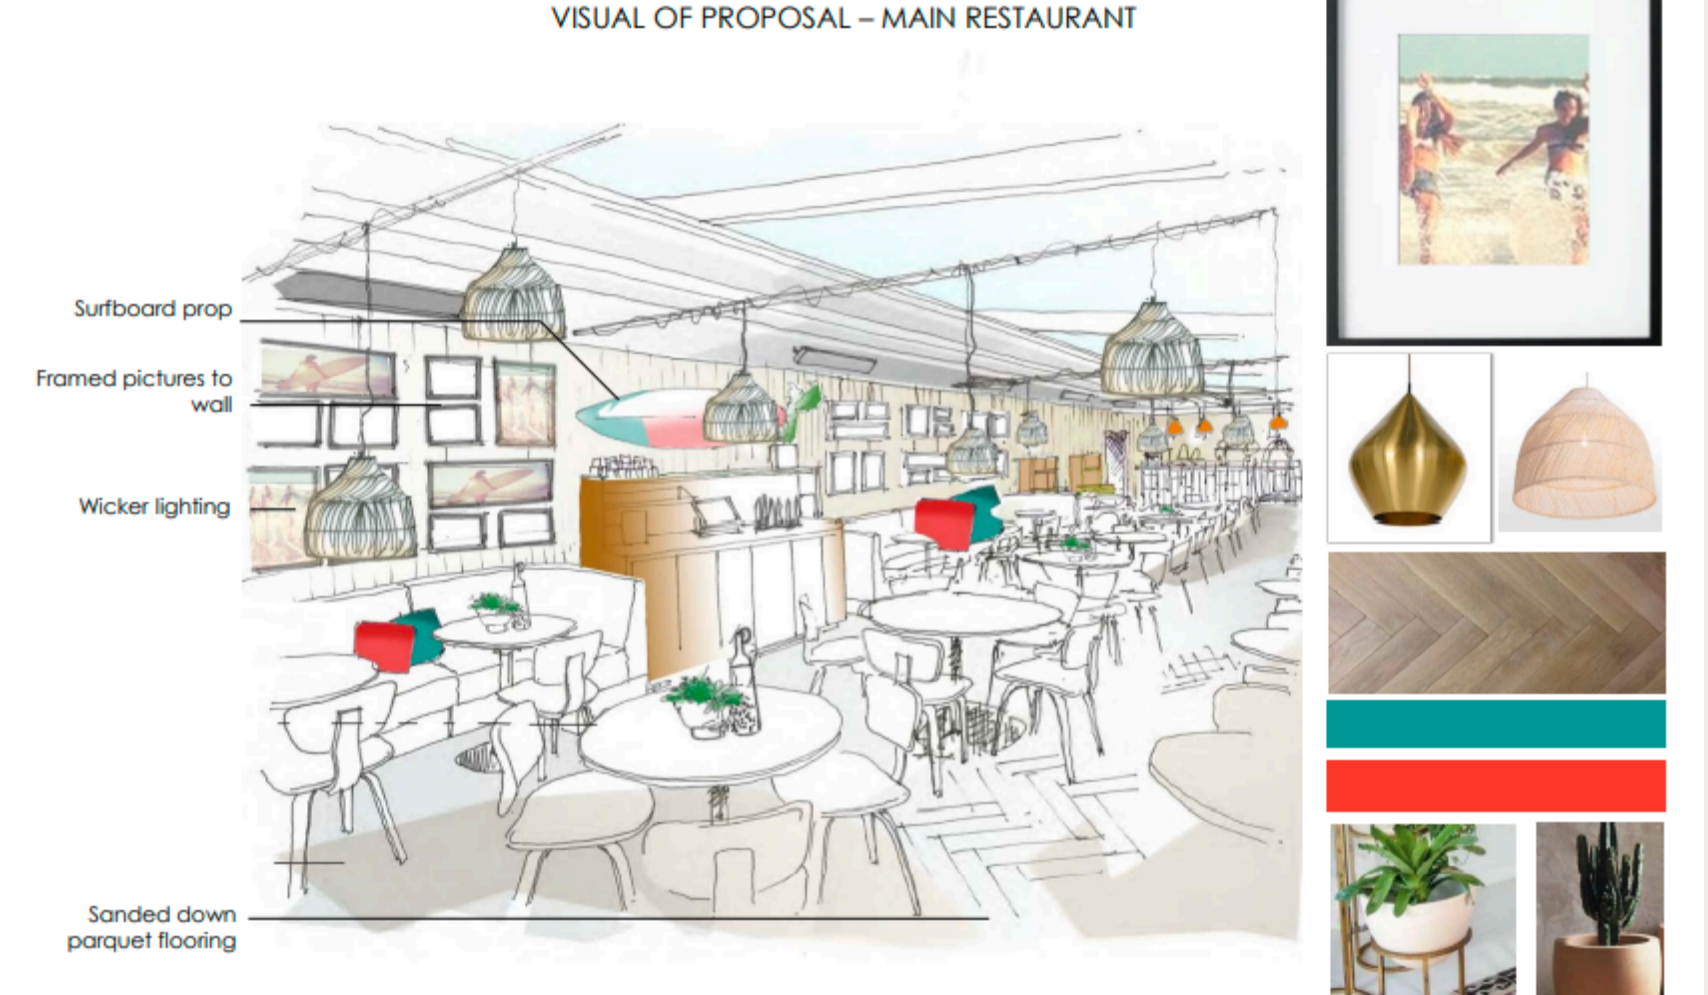 VISUAL OF PROPOSAL – MAIN RESTAURANT
Surfboard prop
Framed pictures to
wall
Wicker lighting
Sanded down
parquet flooring